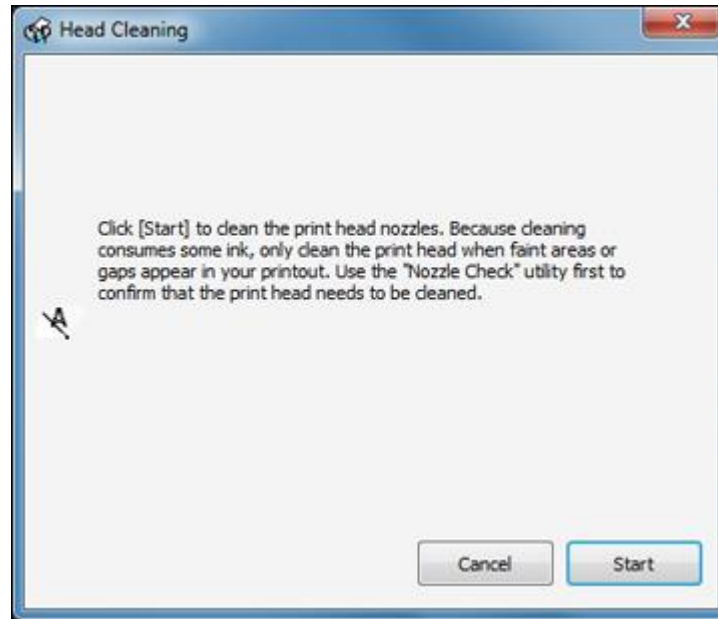 Head Cleaning
Click [Start] to clean the print head nozzles. Because cleaning
consumes some ink, only clean the print head when faint areas or
gaps appear in your printout. Use the "Nozzle Check" utility first to
confirm that the print head needs to be cleaned.
A
Cancel
Start